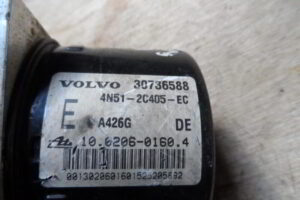 VOLVO 30736588
4N51-2C405-EC
E A426G DE
10.0206-0160.4